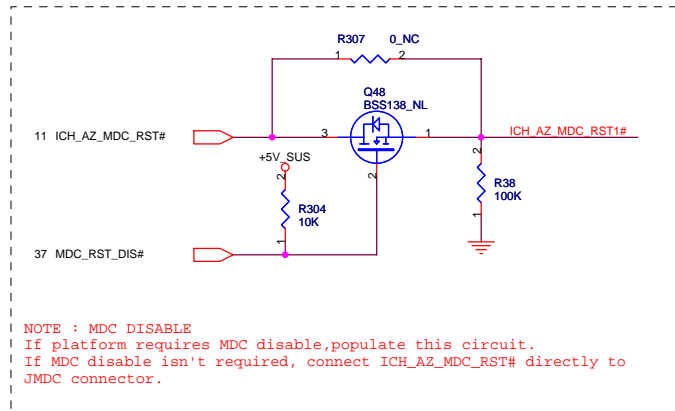 R307 0_NC
1 2
Q48
BSS138_NL
11 ICH_AZ_MDC_RST#
3 1
ICH_AZ_MDC_RST1#
+5V_SUS
2
2
2
R304
10K
R38
100K
1
1
37 MDC_RST_DIS#
NOTE : MDC DISABLE
If platform requires MDC disable,populate this circuit.
If MDC disable isn't required, connect ICH_AZ_MDC_RST# directly to
JMDC connector.